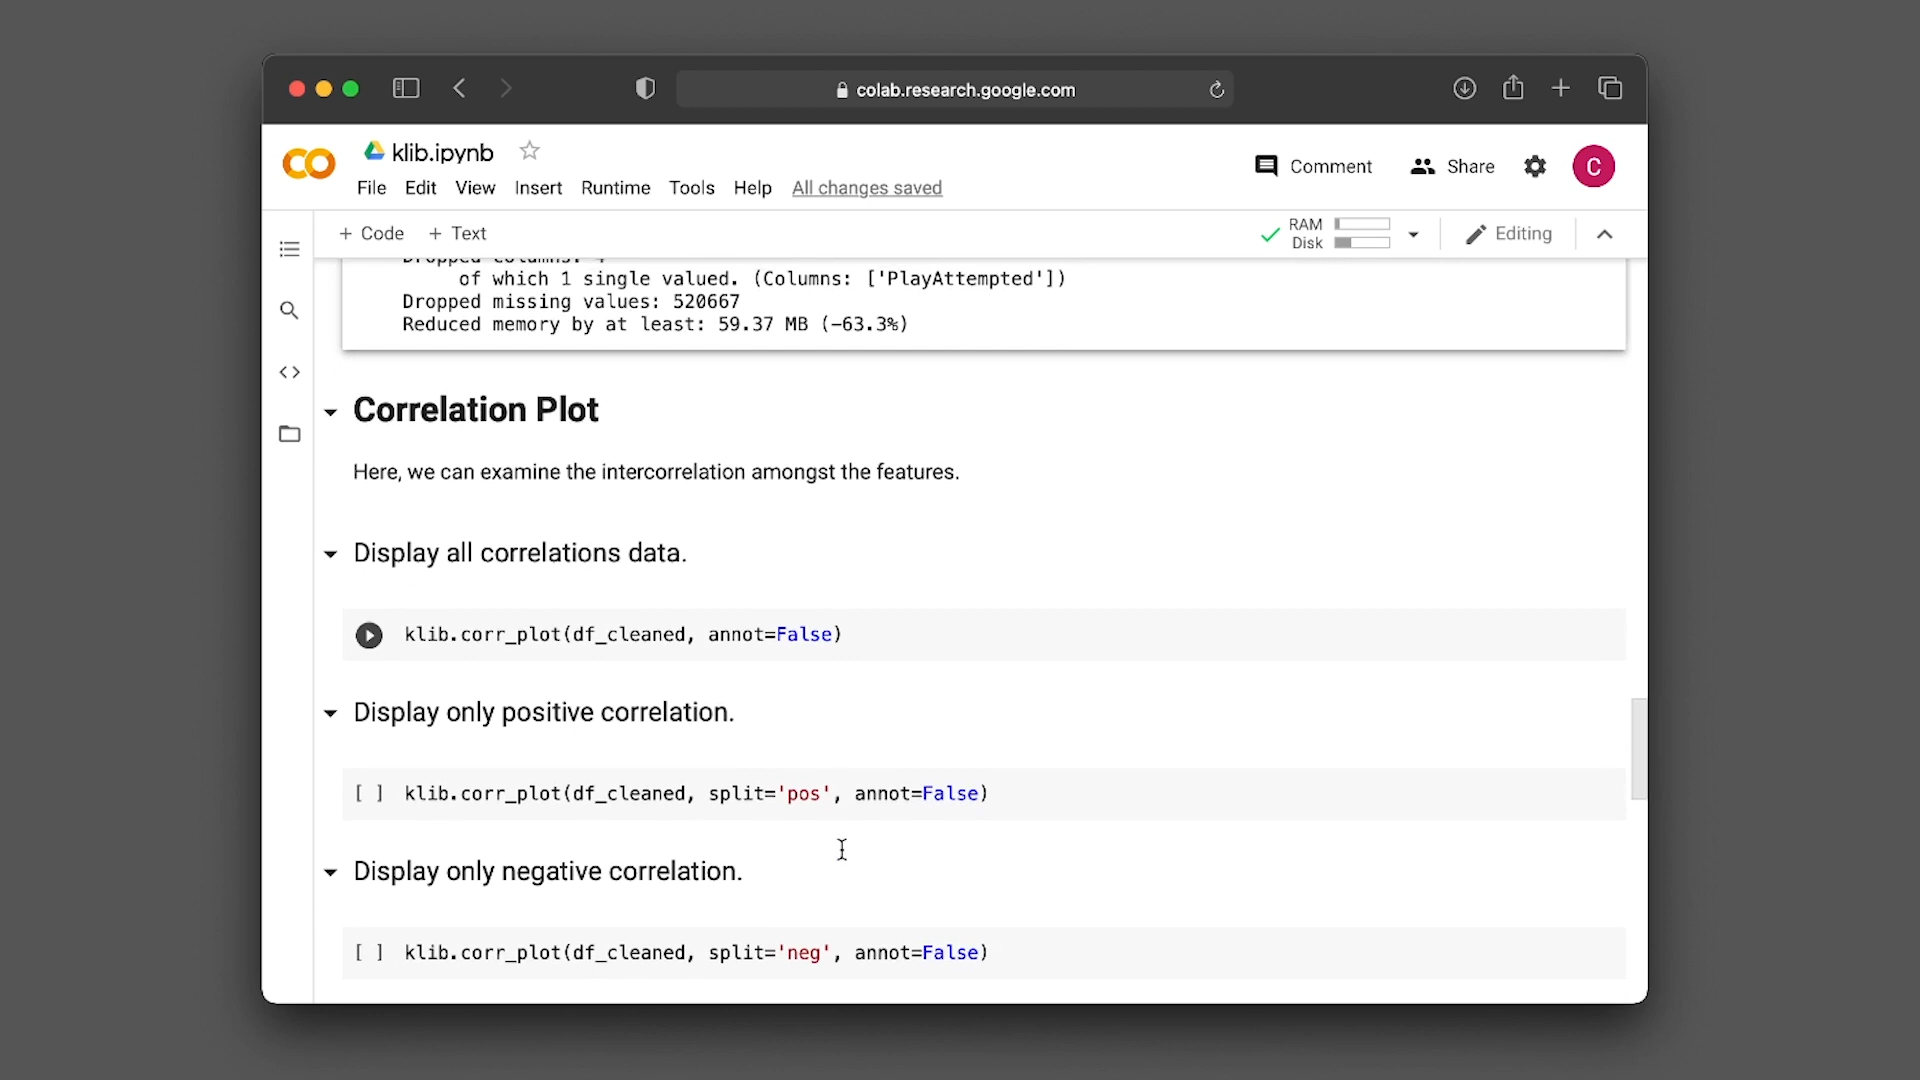 colab.research.google.com
klib.ipynb
Comment
Share
C
File Edit View Insert Runtime Tools Help All changes saved
+ Code + Text
RAM
Disk
Editing
Dropped columns: 4
of which 1 single valued. (Columns: ['PlayAttempted'])
Dropped missing values: 520667
Reduced memory by at least: 59.37 MB (-63.3%)
Correlation Plot
Here, we can examine the intercorrelation amongst the features.
Display all correlations data.
klib.corr_plot(df_cleaned, annot=False)
Display only positive correlation.
[ ] klib.corr_plot(df_cleaned, split='pos', annot=False)
Display only negative correlation.
[ ] klib.corr_plot(df_cleaned, split='neg', annot=False)